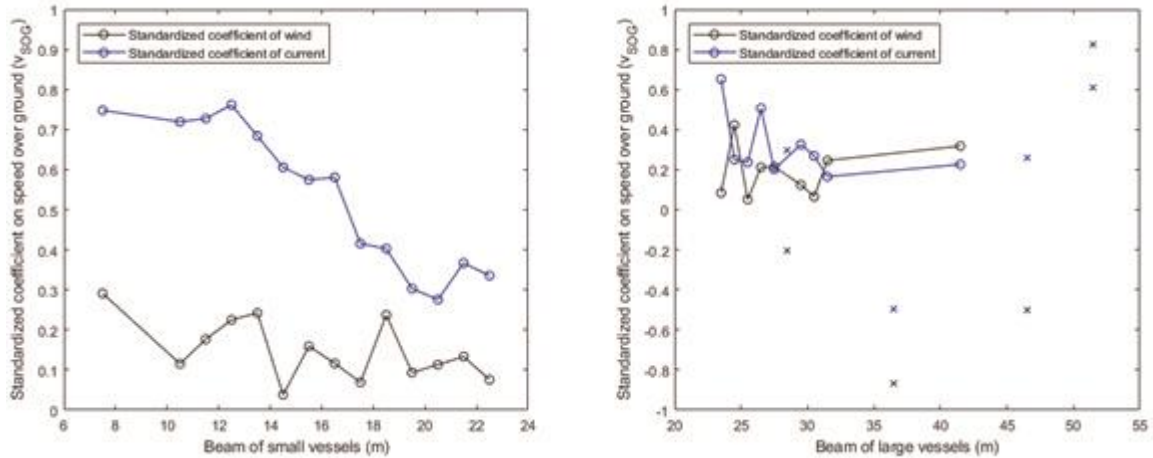 Standardized coefficient on speed over ground (vSOG)
1
0.9
0.8
0.7
0.6
0.5
0.4
0.3
0.2
0.1
0
Standardized coefficient of wind
Standardized coefficient of current
6 8 10 12 14 16 18 20 22 24
Beam of small vessels (m)
Standardized coefficient on speed over ground (vSOG)
1
0.8
0.6
0.4
0.2
0
-0.2
-0.4
-0.6
-0.8
-1
Standardized coefficient of wind
Standardized coefficient of current
20 25 30 35 40 45 50 55
Beam of large vessels (m)